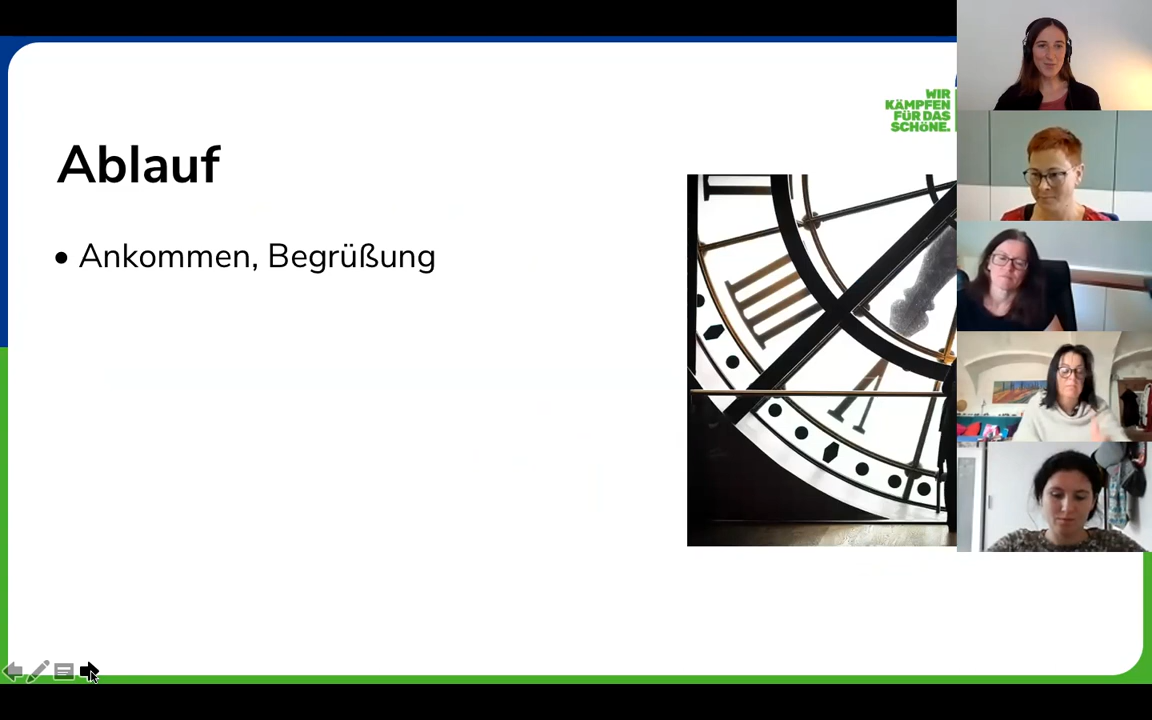 WIR
KÄMPFEN
FÜR DAS
SCHÖNE.
Ablauf
• Ankommen, Begrüßung